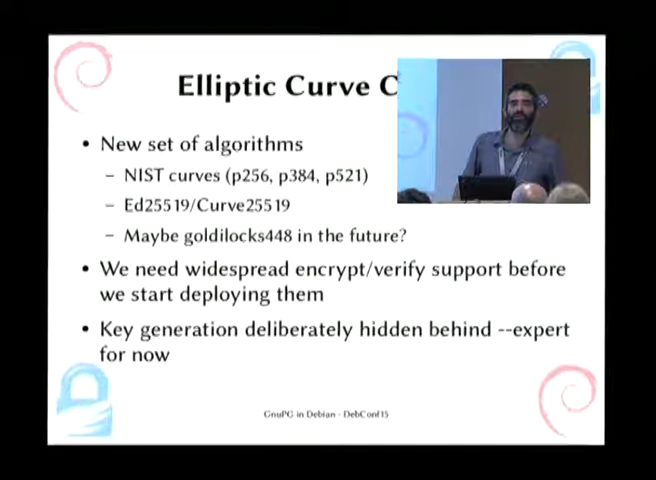 Elliptic Curve C
• New set of algorithms
– NIST curves (p256, p384, p521)
– Ed25519/Curve25519
– Maybe goldilocks448 in the future?
• We need widespread encrypt/verify support before
we start deploying them
• Key generation deliberately hidden behind --expert
for now
GnuPG in Debian - DebConf15